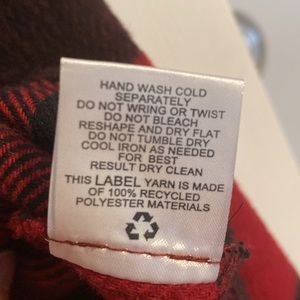 HAND WASH COLD
SEPARATELY
DO NOT WRING OR TWIST
DO NOT BLEACH
RESHAPE AND DRY FLAT
DO NOT TUMBLE DRY
COOL IRON AS NEEDED
FOR BEST
RESULT DRY CLEAN
THIS LABEL YARN IS MADE
OF 100% RECYCLED
POLYESTER MATERIALS